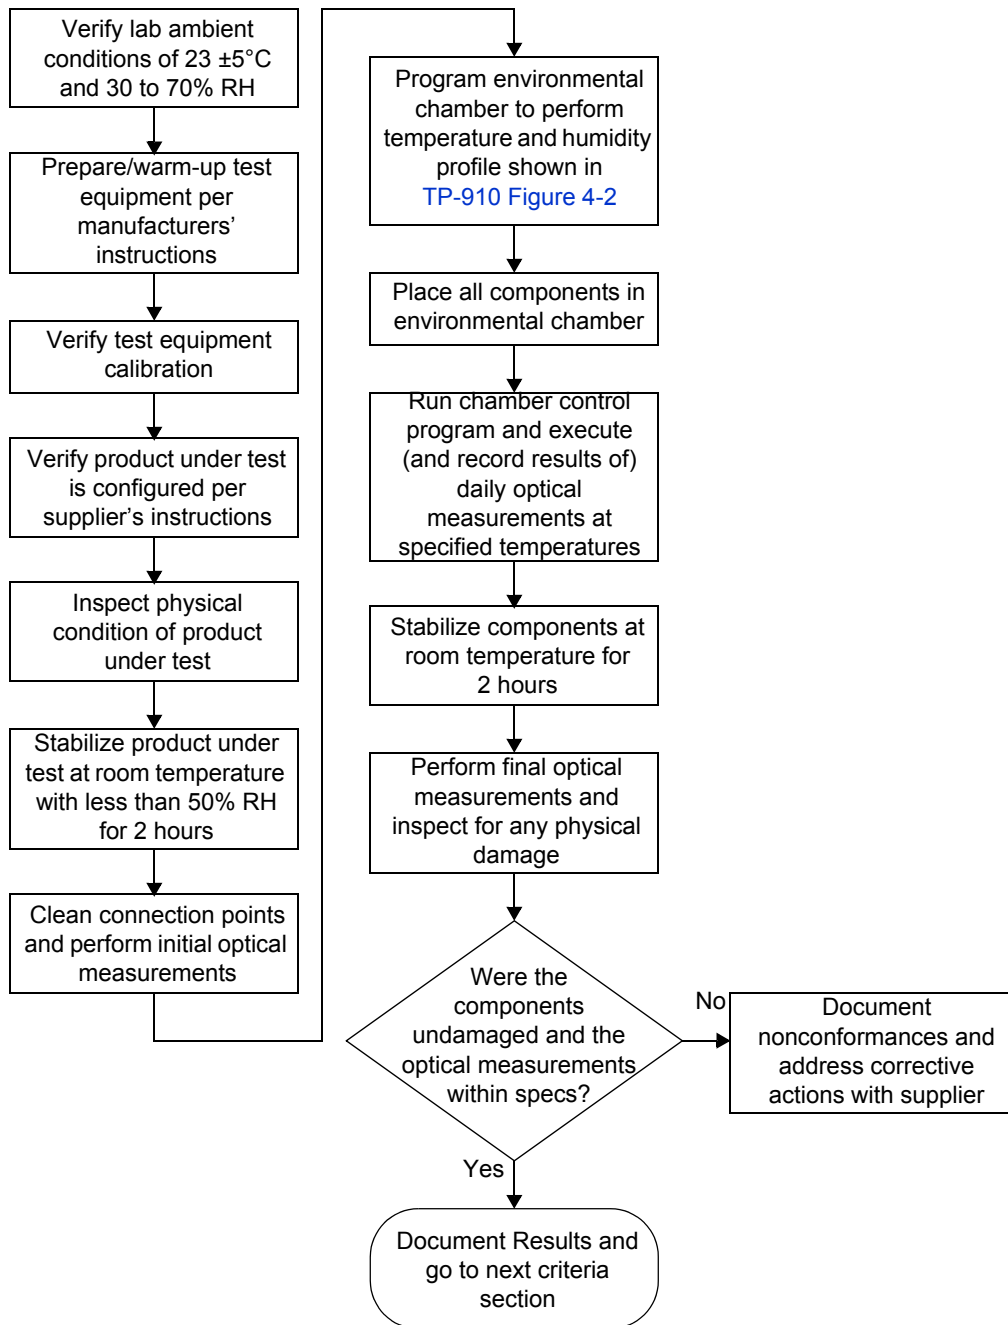 Verify lab ambient
conditions of 23 ±5°C
and 30 to 70% RH
Prepare/warm-up test
equipment per
manufacturers’
instructions
Verify test equipment
calibration
Verify product under test
is configured per
supplier’s instructions
Inspect physical
condition of product
under test
Stabilize product under
test at room temperature
with less than 50% RH
for 2 hours
Clean connection points
and perform initial optical
measurements
Program environmental
chamber to perform
temperature and humidity
profile shown in
TP-910 Figure 4-2
Place all components in
environmental chamber
Run chamber control
program and execute
(and record results of)
daily optical
measurements at
specified temperatures
Stabilize components at
room temperature for
2 hours
Perform final optical
measurements and
inspect for any physical
damage
Were the
components
undamaged and the
optical measurements
within specs?
No
Document
nonconformances and
address corrective
actions with supplier
Yes
Document Results and
go to next criteria
section